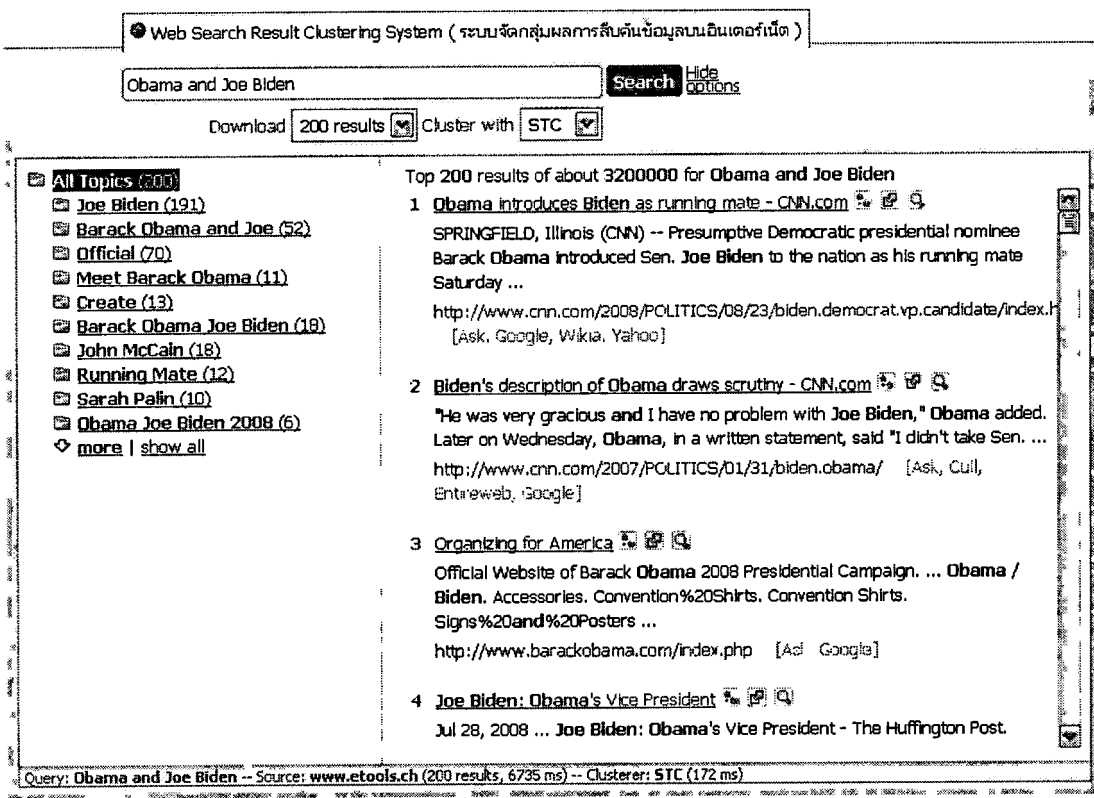 Web Search Result Clustering System ( ระบบจัดกลุ่มผลการสืบค้นข้อมูลบนอินเตอร์เน็ต )
Obama and Joe Biden Search Hide options
Download 200 results Cluster with STC
All Topics (200)
Joe Biden (191)
Barack Obama and Joe (52)
Official (70)
Meet Barack Obama (11)
Create (13)
Barack Obama Joe Biden (18)
John McCain (18)
Running Mate (12)
Sarah Palin (10)
Obama Joe Biden 2008 (6)
more | show all
Top 200 results of about 3200000 for Obama and Joe Biden
1 Obama introduces Biden as running mate - CNN.com
SPRINGFIELD, Illinois (CNN) -- Presumptive Democratic presidential nominee
Barack Obama introduced Sen. Joe Biden to the nation as his running mate
Saturday ...
http://www.cnn.com/2008/POLITICS/08/23/biden.democrat.vp.candidate/index.h
[Ask, Google, Wikia, Yahoo]
2 Biden's description of Obama draws scrutiny - CNN.com
"He was very gracious and I have no problem with Joe Biden," Obama added.
Later on Wednesday, Obama, in a written statement, said "I didn't take Sen. ...
http://www.cnn.com/2007/POLITICS/01/31/biden.obama/ [Ask, Cuil,
Entireweb, Google]
3 Organizing for America
Official Website of Barack Obama 2008 Presidential Campaign. ... Obama /
Biden. Accessories. Convention%20Shirts. Convention Shirts.
Signs%20and%20Posters ...
http://www.barackobama.com/index.php [Ask Google]
4 Joe Biden: Obama's Vice President
Jul 28, 2008 ... Joe Biden: Obama's Vice President - The Huffington Post.
Query: Obama and Joe Biden -- Source: www.etools.ch (200 results, 6735 ms) -- Clusterer: STC (172 ms)